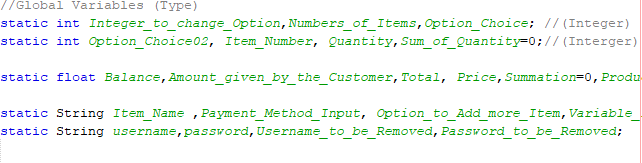 //Global Variables (Type)
static int Integer_to_change_Option,Numbers_of_Items,Option_Choice; //(Integer)
static int Option_Choice02, Item_Number, Quantity,Sum_of_Quantity=0;//(Interger)
static float Balance,Amount_given_by_the_Customer,Total, Price,Summation=0,Produ
static String Item_Name ,Payment_Method_Input, Option_to_Add_more_Item,Variable_
static String username,password,Username_to_be_Removed,Password_to_be_Removed;